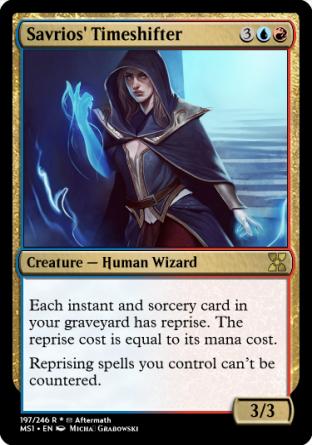 Savrios' Timeshifter 3
Creature — Human Wizard
Each instant and sorcery card in
your graveyard has reprise. The
reprise cost is equal to its mana cost.
Reprising spells you control can't be
countered.
3/3
197/246 R * Aftermath
MS1 • EN Micha: Grabowski